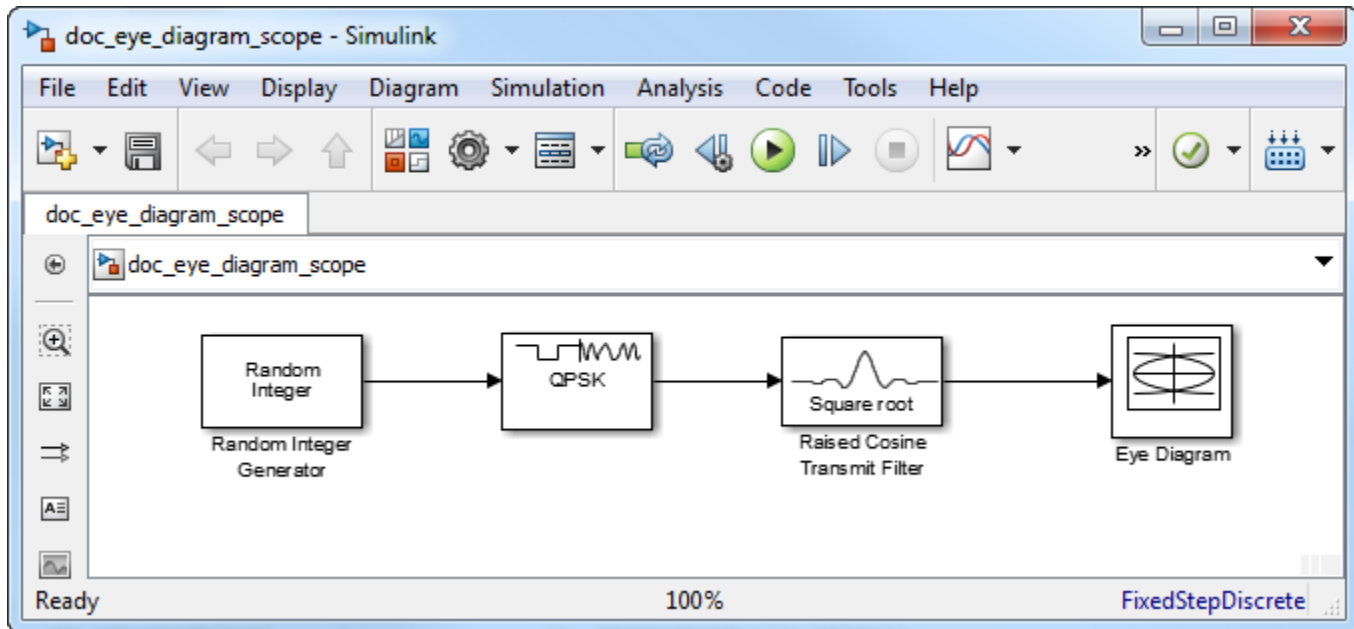 doc_eye_diagram_scope - Simulink
File Edit View Display Diagram Simulation Analysis Code Tools Help
»
doc_eye_diagram_scope
doc_eye_diagram_scope
Random
Integer
Random Integer
Generator
QPSK
Square root
Raised Cosine
Transmit Filter
Eye Diagram
A
Ready 100% FixedStepDiscrete